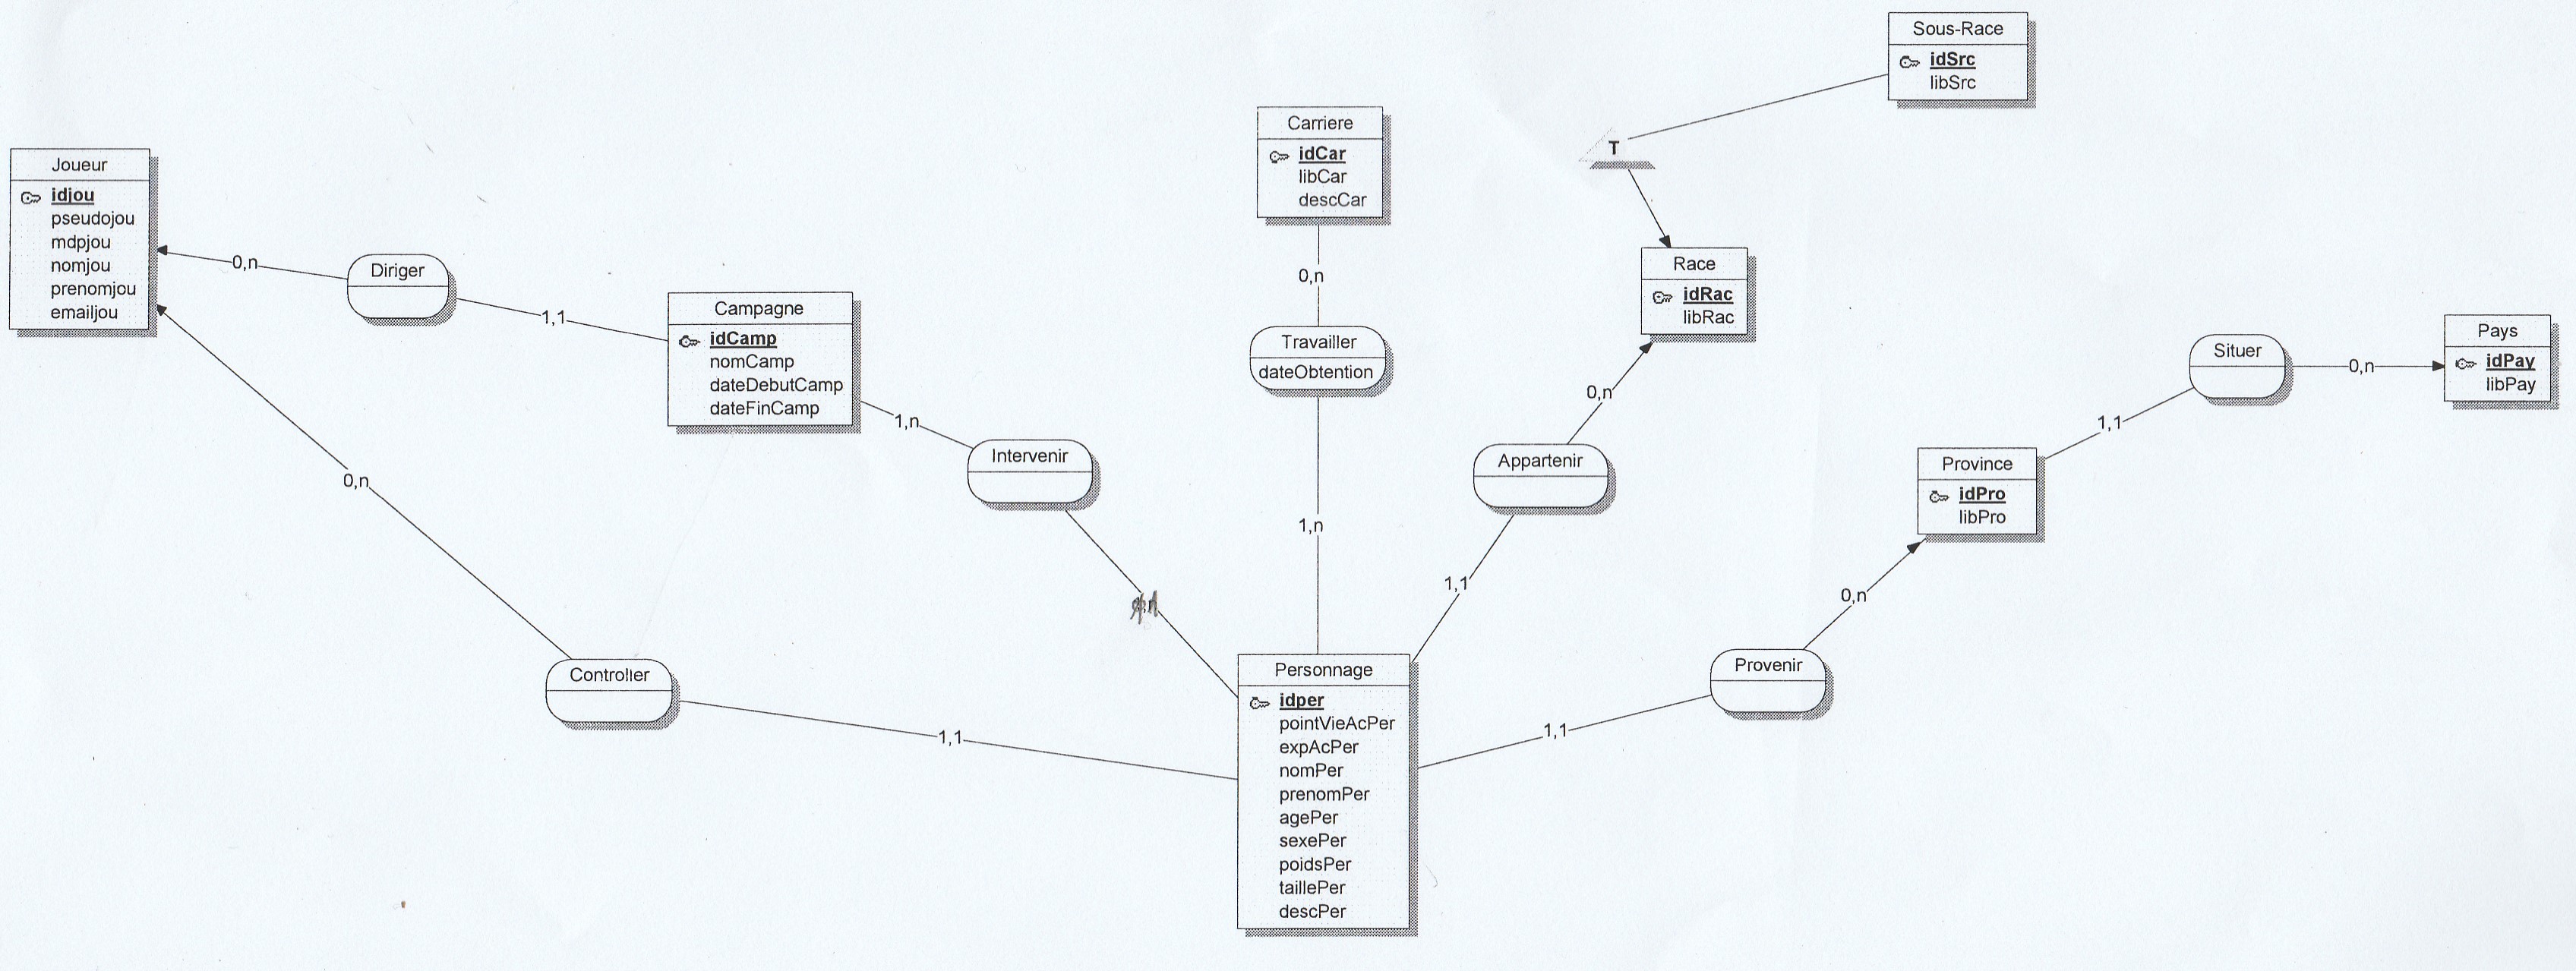 Sous-Race
idSrc
libSrc
Carriere
idCar
libCar
descCar
T
Joueur
idjou
pseudojou
mdpjou
nomjou
prenomjou
emailjou
0,n
Diriger
1,1
Campagne
idCamp
nomCamp
dateDebutCamp
dateFinCamp
1,n
Intervenir
0,n
Travailler
dateObtention
1,n
Race
idRac
libRac
0,n
Appartenir
1,1
Pays
idPay
libPay
0,n
Situer
1,1
Province
idPro
libPro
0,n
Provenir
1,1
0,n
Controller
1,1
Personnage
idper
pointVieAcPer
expAcPer
nomPer
prenomPer
agePer
sexePer
poidsPer
taillePer
descPer